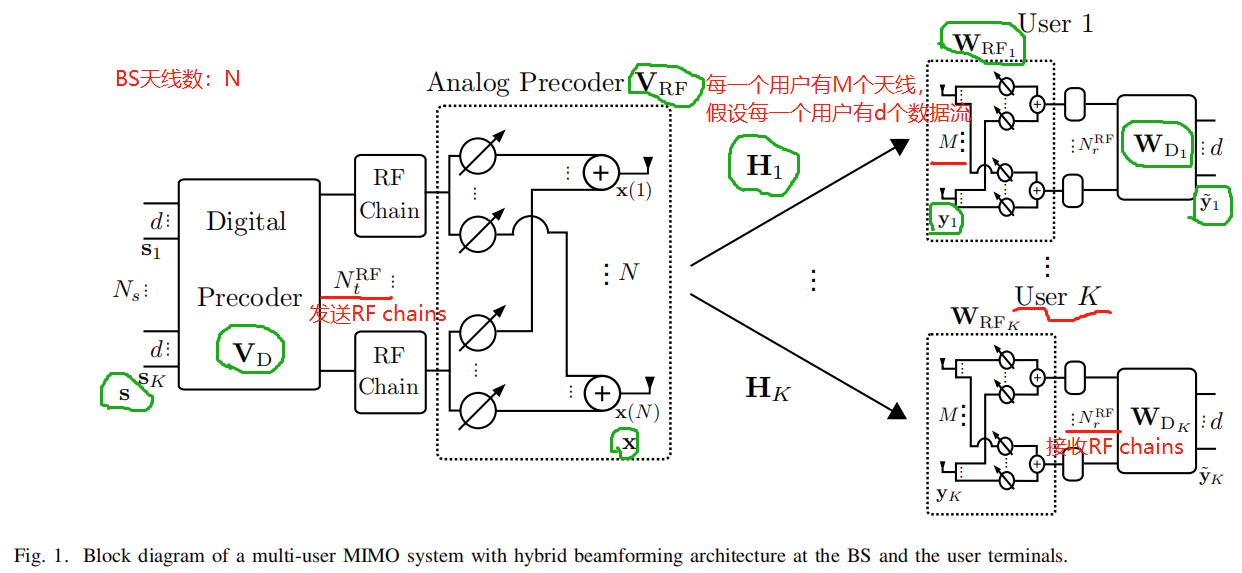 User 1
W_RF_1
BS天线数：N
Analog Precoder V_RF
每一个用户有M个天线，
假设每一个用户有d个数据流
H_1
M
N_r^RF
W_D_1
d
y_1
ỹ_1
RF
Chain
x(1)
Digital
Precoder
V_D
d
s_1
N_s
d
s_K
s
N_t^RF
发送RF chains
N
RF
Chain
x(N)
x
H_K
User K
W_RF_K
M
N_r^RF
接收RF chains
W_D_K
d
y_K
ỹ_K
Fig. 1. Block diagram of a multi-user MIMO system with hybrid beamforming architecture at the BS and the user terminals.